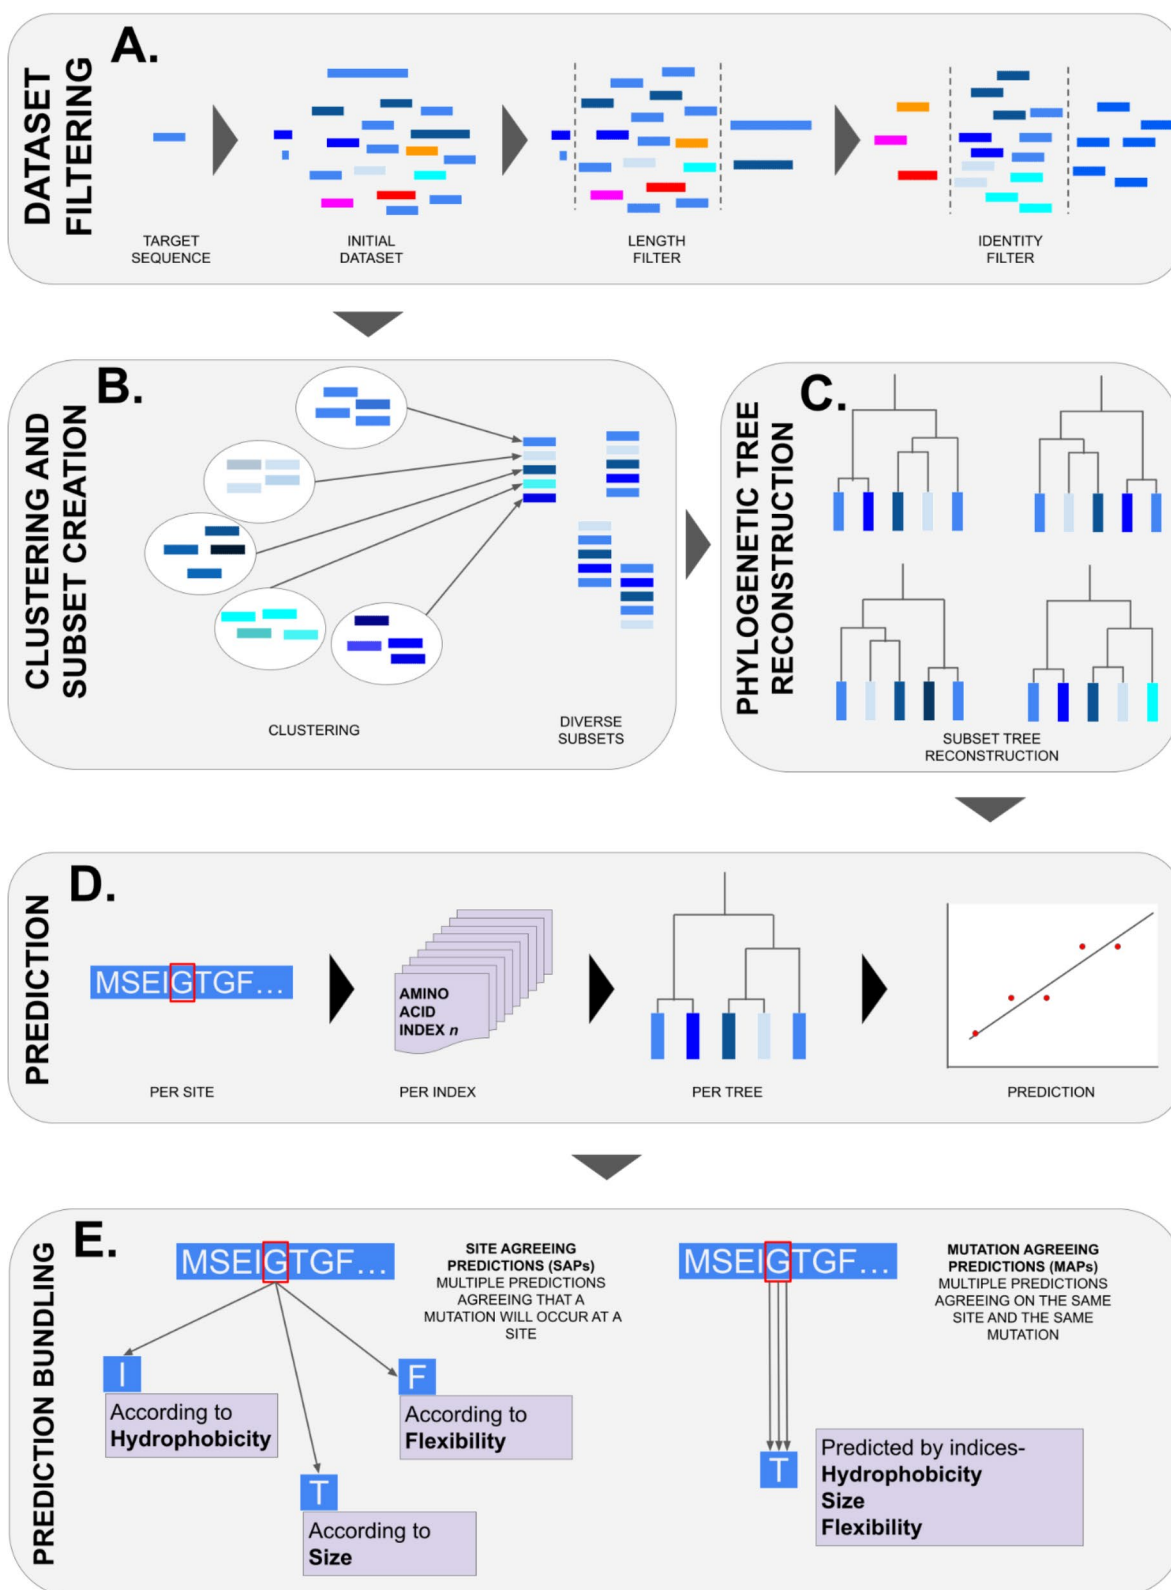 A.
DATASET
FILTERING
TARGET
SEQUENCE
INITIAL
DATASET
LENGTH
FILTER
IDENTITY
FILTER
B.
CLUSTERING AND
SUBSET CREATION
CLUSTERING
DIVERSE
SUBSETS
C.
PHYLOGENETIC TREE
RECONSTRUCTION
SUBSET TREE
RECONSTRUCTION
D.
PREDICTION
MSEIGTGF...
AMINO
ACID
INDEX n
PER SITE
PER INDEX
PER TREE
PREDICTION
E.
PREDICTION BUNDLING
MSEIGTGF...
SITE AGREEING
PREDICTIONS (SAPs)
MULTIPLE PREDICTIONS
AGREEING THAT A
MUTATION WILL OCCUR AT A
SITE
I
According to
Hydrophobicity
F
According to
Flexibility
T
According to
Size
MSEIGTGF...
MUTATION AGREEING
PREDICTIONS (MAPs)
MULTIPLE PREDICTIONS
AGREEING ON THE SAME
SITE AND THE SAME
MUTATION
T
Predicted by indices-
Hydrophobicity
Size
Flexibility